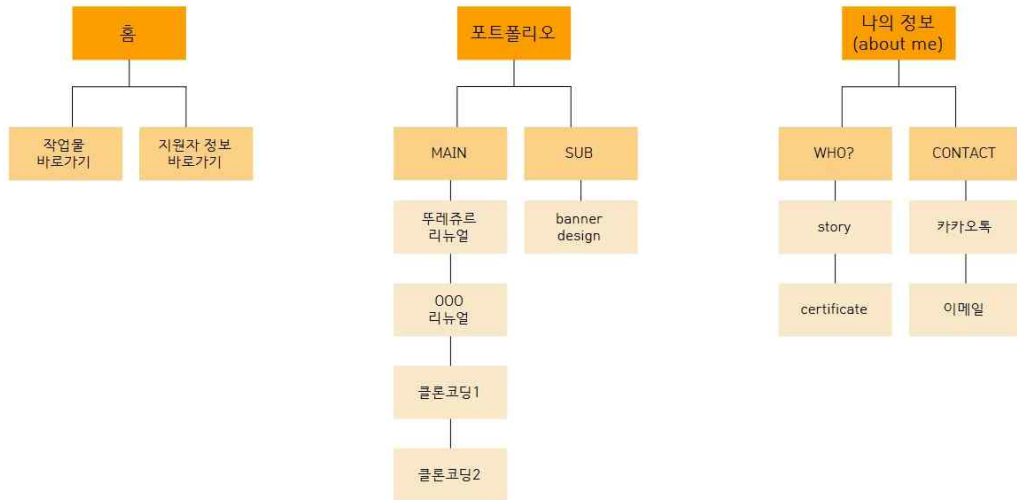 홈
포트폴리오
나의 정보
(about me)
작업물
바로가기
지원자 정보
바로가기
MAIN
SUB
WHO?
CONTACT
뚜레쥬르
리뉴얼
banner
design
story
카카오톡
OOO
리뉴얼
certificate
이메일
클론코딩1
클론코딩2